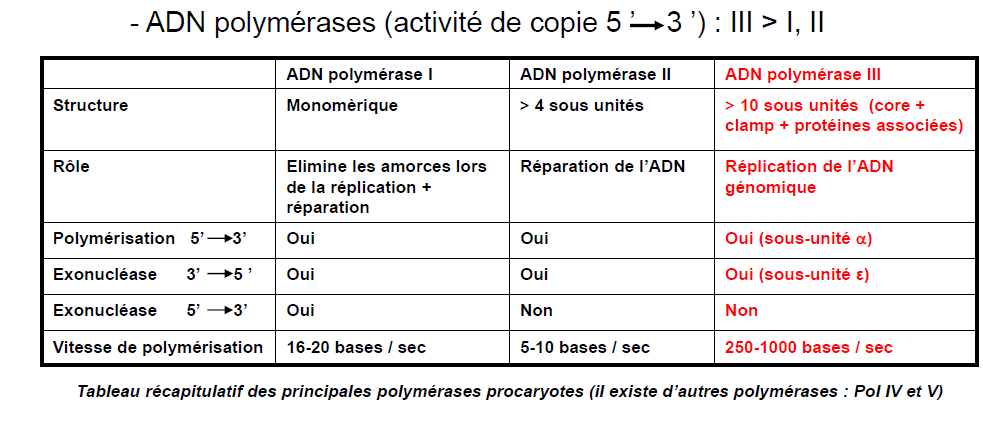 - ADN polymérases (activité de copie 5 ’→3 ’) : III > I, II
ADN polymérase I ADN polymérase II ADN polymérase III
Structure Monomèrique > 4 sous unités > 10 sous unités (core +
clamp + protéines associées)
Rôle Elimine les amorces lors Réparation de l’ADN Réplication de l’ADN
de la réplication + génomique
réparation
Polymérisation 5’→3’ Oui Oui Oui (sous-unité α)
Exonucléase 3’→5 ’ Oui Oui Oui (sous-unité ε)
Exonucléase 5’→3’ Oui Non Non
Vitesse de polymérisation 16-20 bases / sec 5-10 bases / sec 250-1000 bases / sec
Tableau récapitulatif des principales polymérases procaryotes (il existe d’autres polymérases : Pol IV et V)